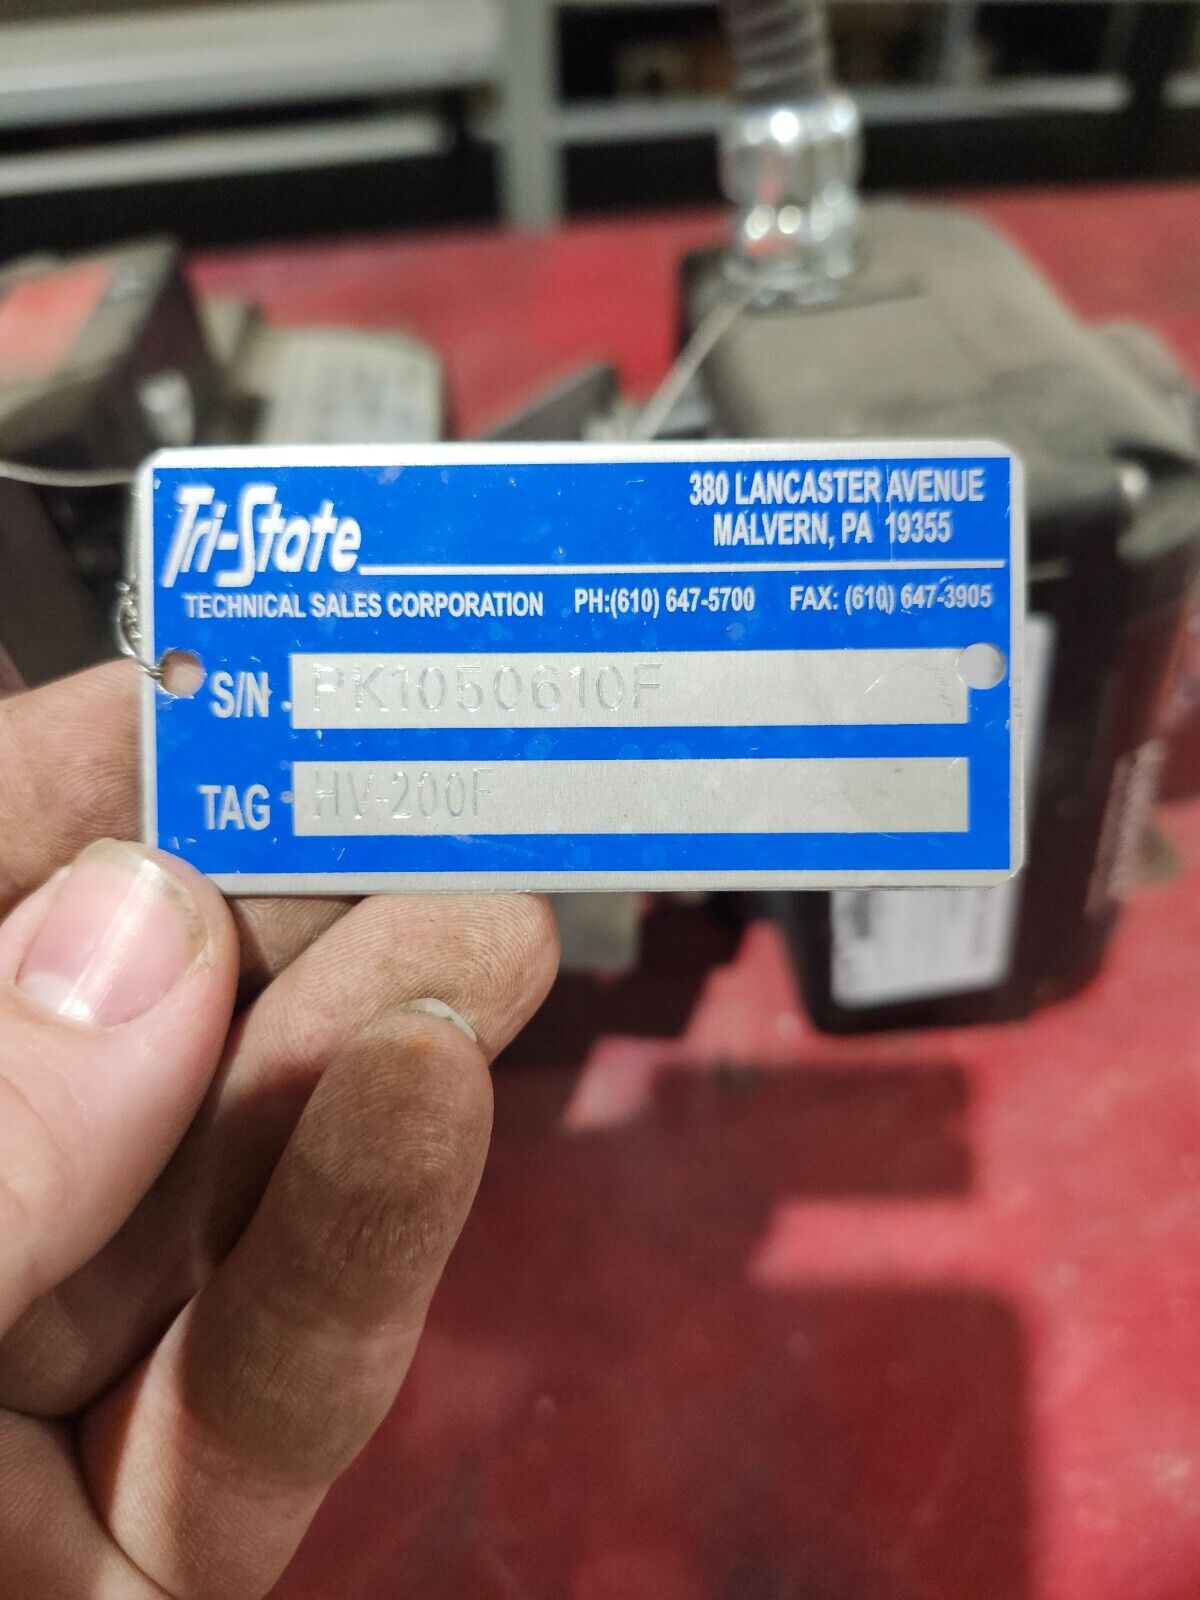 Tri-State
380 LANCASTER AVENUE
MALVERN, PA 19355
TECHNICAL SALES CORPORATION PH:(610) 647-5700 FAX: (610) 647-3905
S/N PK1050610F
TAG HV-200F